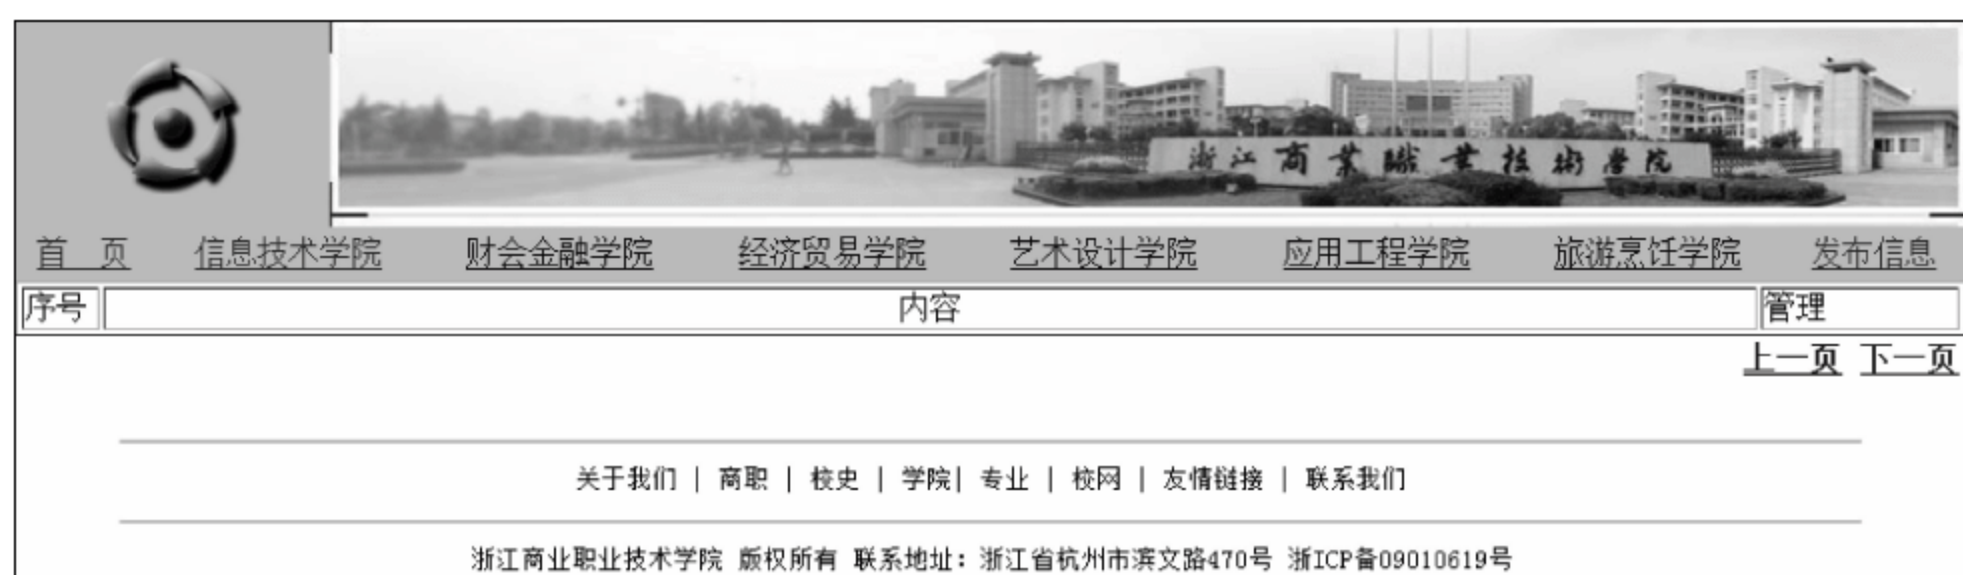 浙江商業職業技術學院
首 页 信息技术学院 财会金融学院 经济贸易学院 艺术设计学院 应用工程学院 旅游烹饪学院 发布信息
序号 内容 管理
上一页 下一页
关于我们 | 商职 | 校史 | 学院| 专业 | 校网 | 友情链接 | 联系我们
浙江商业职业技术学院 版权所有 联系地址：浙江省杭州市滨文路470号 浙ICP备09010619号